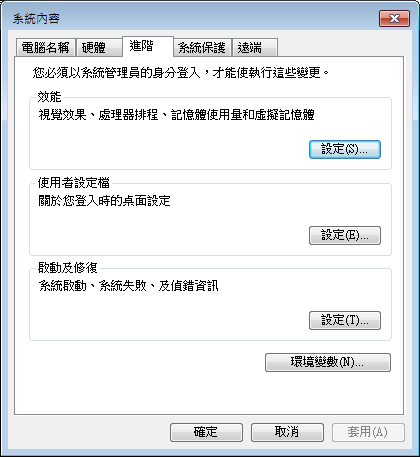 系統內容
電腦名稱 硬體 進階 系統保護 遠端
您必須以系統管理員的身分登入，才能使執行這些變更。
效能
視覺效果、處理器排程、記憶體使用量和虛擬記憶體
設定(S)...
使用者設定檔
關於您登入時的桌面設定
設定(E)...
啟動及修復
系統啟動、系統失敗、及偵錯資訊
設定(T)...
環境變數(N)...
確定 取消 套用(A)